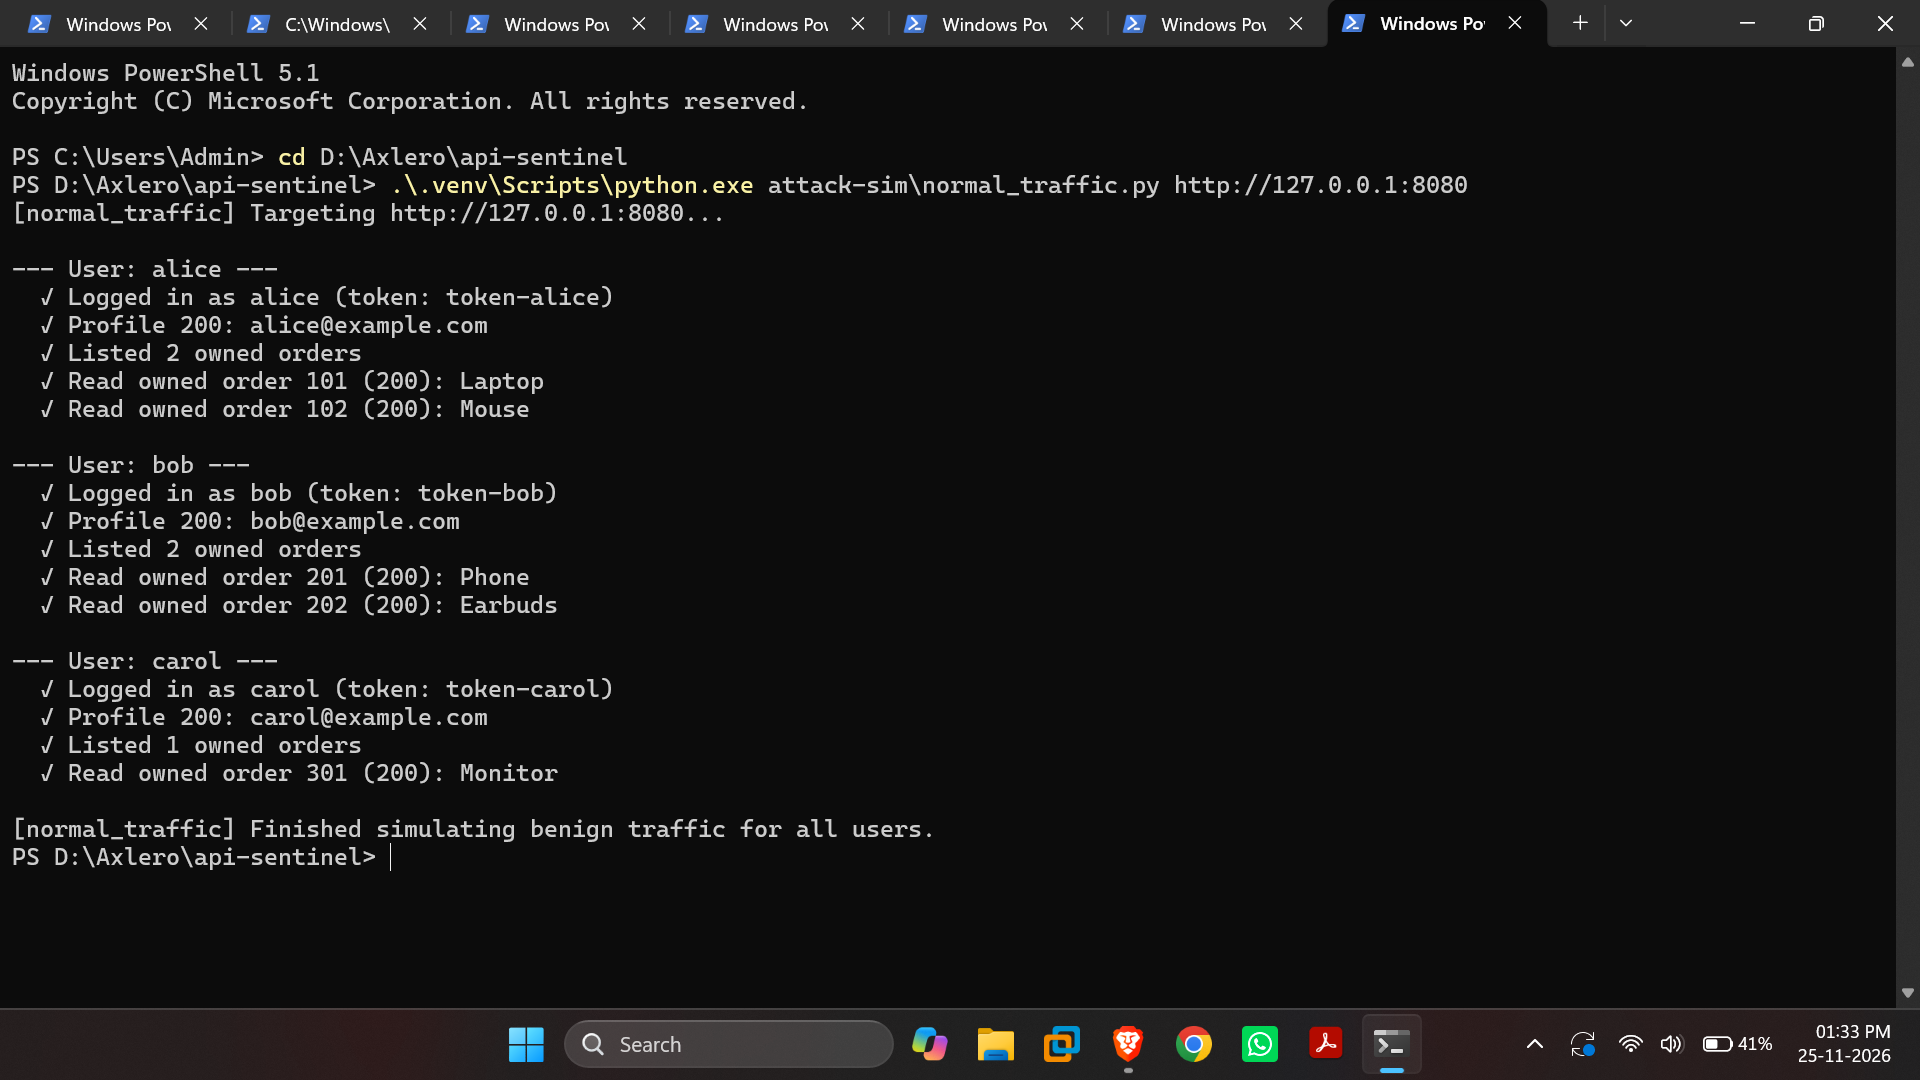 Windows Pow
C:\Windows\
Windows Pow
Windows Pow
Windows Pow
Windows Pow
Windows Pow
Windows PowerShell 5.1
Copyright (C) Microsoft Corporation. All rights reserved.
PS C:\Users\Admin> cd D:\Axlero\api-sentinel
PS D:\Axlero\api-sentinel> .\.venv\Scripts\python.exe attack-sim\normal_traffic.py http://127.0.0.1:8080
[normal_traffic] Targeting http://127.0.0.1:8080...
--- User: alice ---
✓ Logged in as alice (token: token-alice)
✓ Profile 200: alice@example.com
✓ Listed 2 owned orders
✓ Read owned order 101 (200): Laptop
✓ Read owned order 102 (200): Mouse
--- User: bob ---
✓ Logged in as bob (token: token-bob)
✓ Profile 200: bob@example.com
✓ Listed 2 owned orders
✓ Read owned order 201 (200): Phone
✓ Read owned order 202 (200): Earbuds
--- User: carol ---
✓ Logged in as carol (token: token-carol)
✓ Profile 200: carol@example.com
✓ Listed 1 owned orders
✓ Read owned order 301 (200): Monitor
[normal_traffic] Finished simulating benign traffic for all users.
PS D:\Axlero\api-sentinel>
Search
41%
01:33 PM
25-11-2026